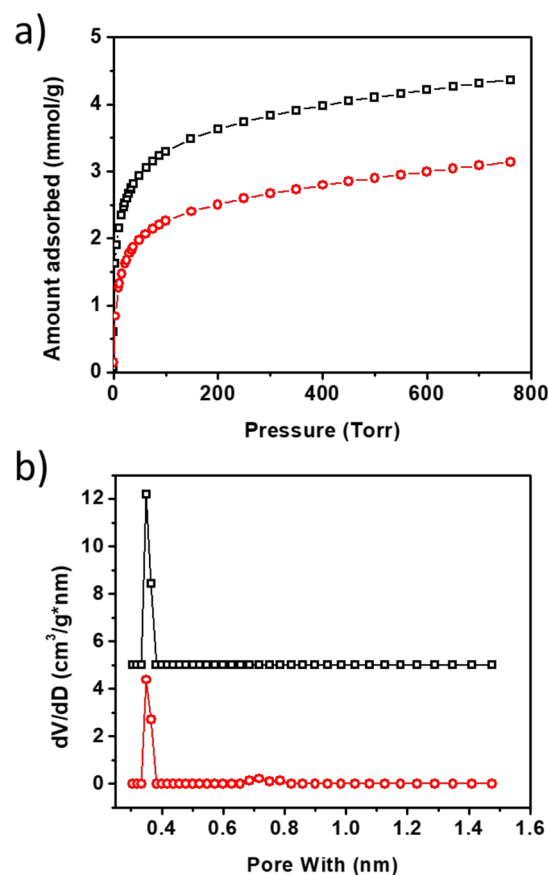 a)
5
4
3
2
1
0
Amount adsorbed (mmol/g)
0 200 400 600 800
Pressure (Torr)
b)
12
10
8
6
4
2
0
dV/dD (cm³/g*nm)
0.4 0.6 0.8 1.0 1.2 1.4 1.6
Pore With (nm)